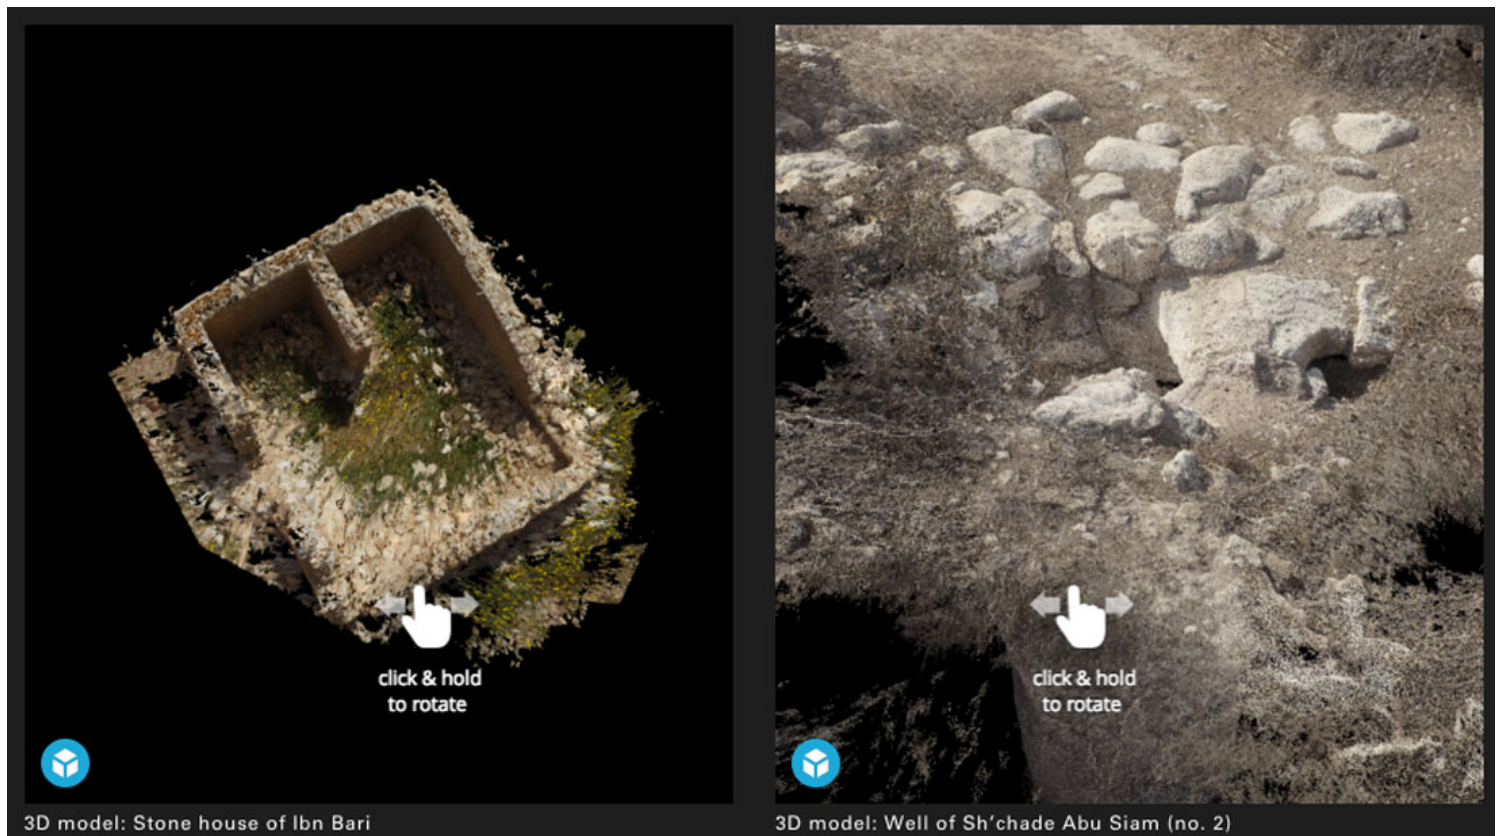 click & hold
to rotate
click & hold
to rotate
3D model: Stone house of Ibn Bari
3D model: Well of Sh'chade Abu Siam (no. 2)